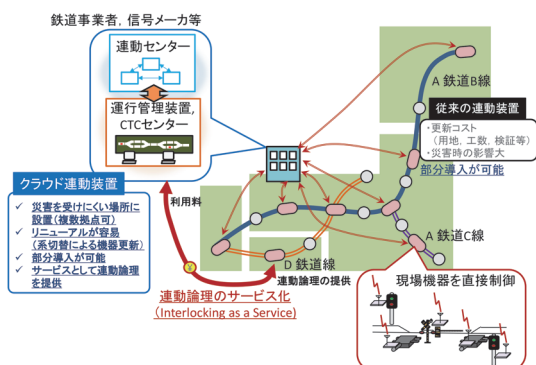 鉄道事業者，信号メーカ等
連動センター
運行管理装置，
CTCセンター
A 鉄道B線
従来の連動装置
・更新コスト
（用地，工数，検証等）
・災害時の影響大
部分導入が可能
クラウド連動装置
✓ 災害を受けにくい場所に
設置（複数拠点可）
✓ リニューアルが容易
（系切替による機器更新）
✓ 部分導入が可能
✓ サービスとして連動論理
を提供
利用料
¥
D 鉄道線
連動論理の提供
A 鉄道C線
連動論理のサービス化
（Interlocking as a Service）
現場機器を直接制御